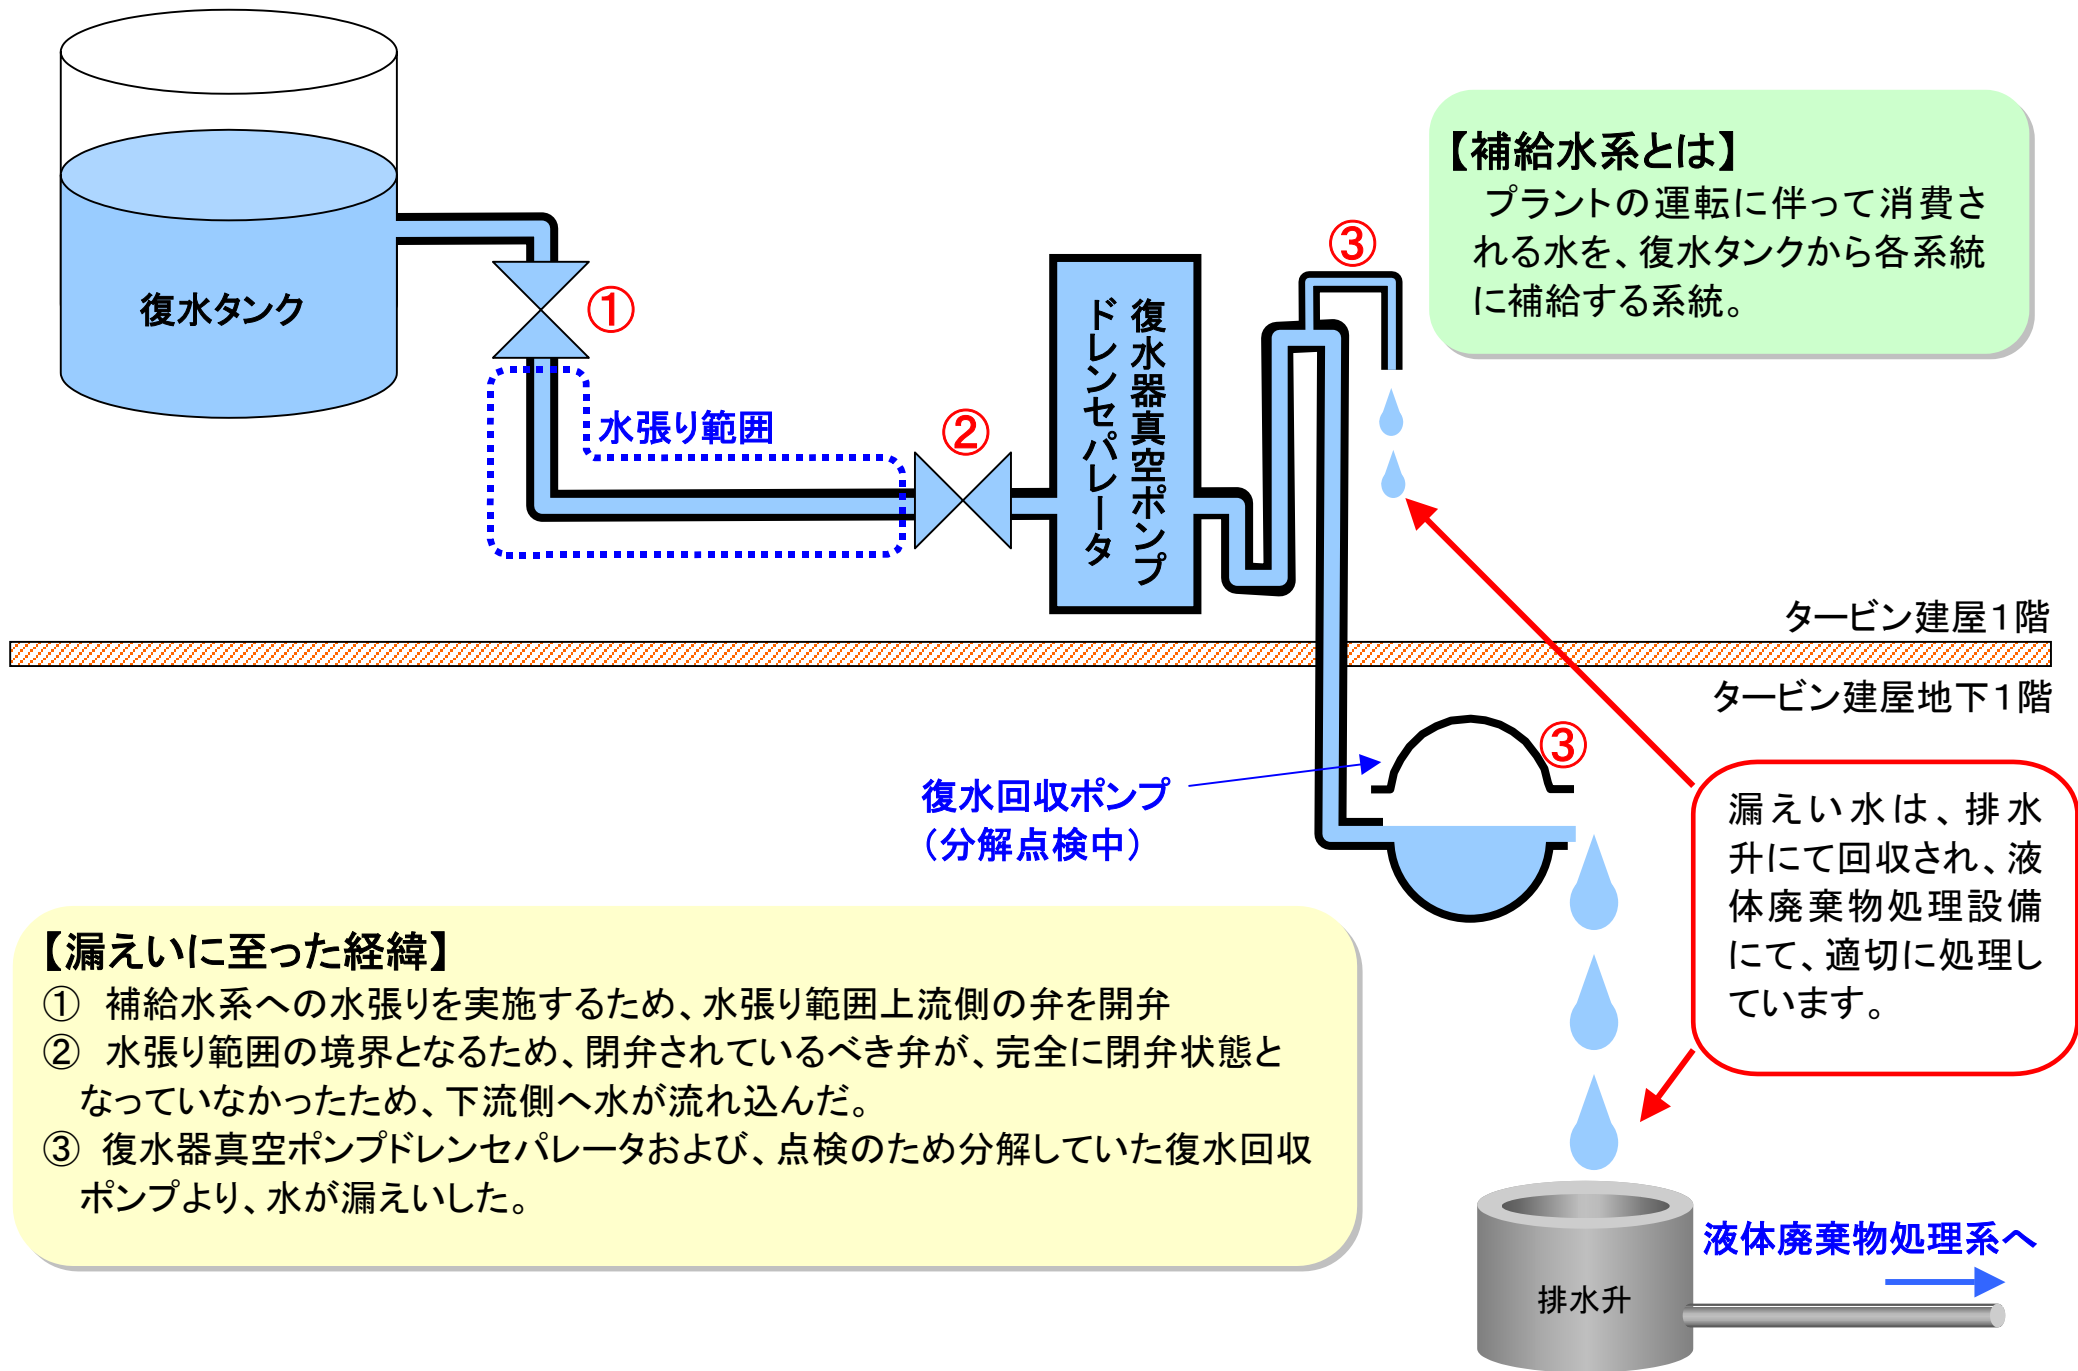 復水タンク
①
水張り範囲
②
復水器真空ポンプ
ドレンセパレータ
③
【補給水系とは】
プラントの運転に伴って消費さ
れる水を、復水タンクから各系統
に補給する系統。
タービン建屋1階
タービン建屋地下1階
③
復水回収ポンプ
(分解点検中)
漏えい水は、排水
升にて回収され、液
体廃棄物処理設備
にて、適切に処理し
ています。
【漏えいに至った経緯】
① 補給水系への水張りを実施するため、水張り範囲上流側の弁を開弁
② 水張り範囲の境界となるため、閉弁されているべき弁が、完全に閉弁状態と
なっていなかったため、下流側へ水が流れ込んだ。
③ 復水器真空ポンプドレンセパレータおよび、点検のため分解していた復水回収
ポンプより、水が漏えいした。
液体廃棄物処理系へ
排水升